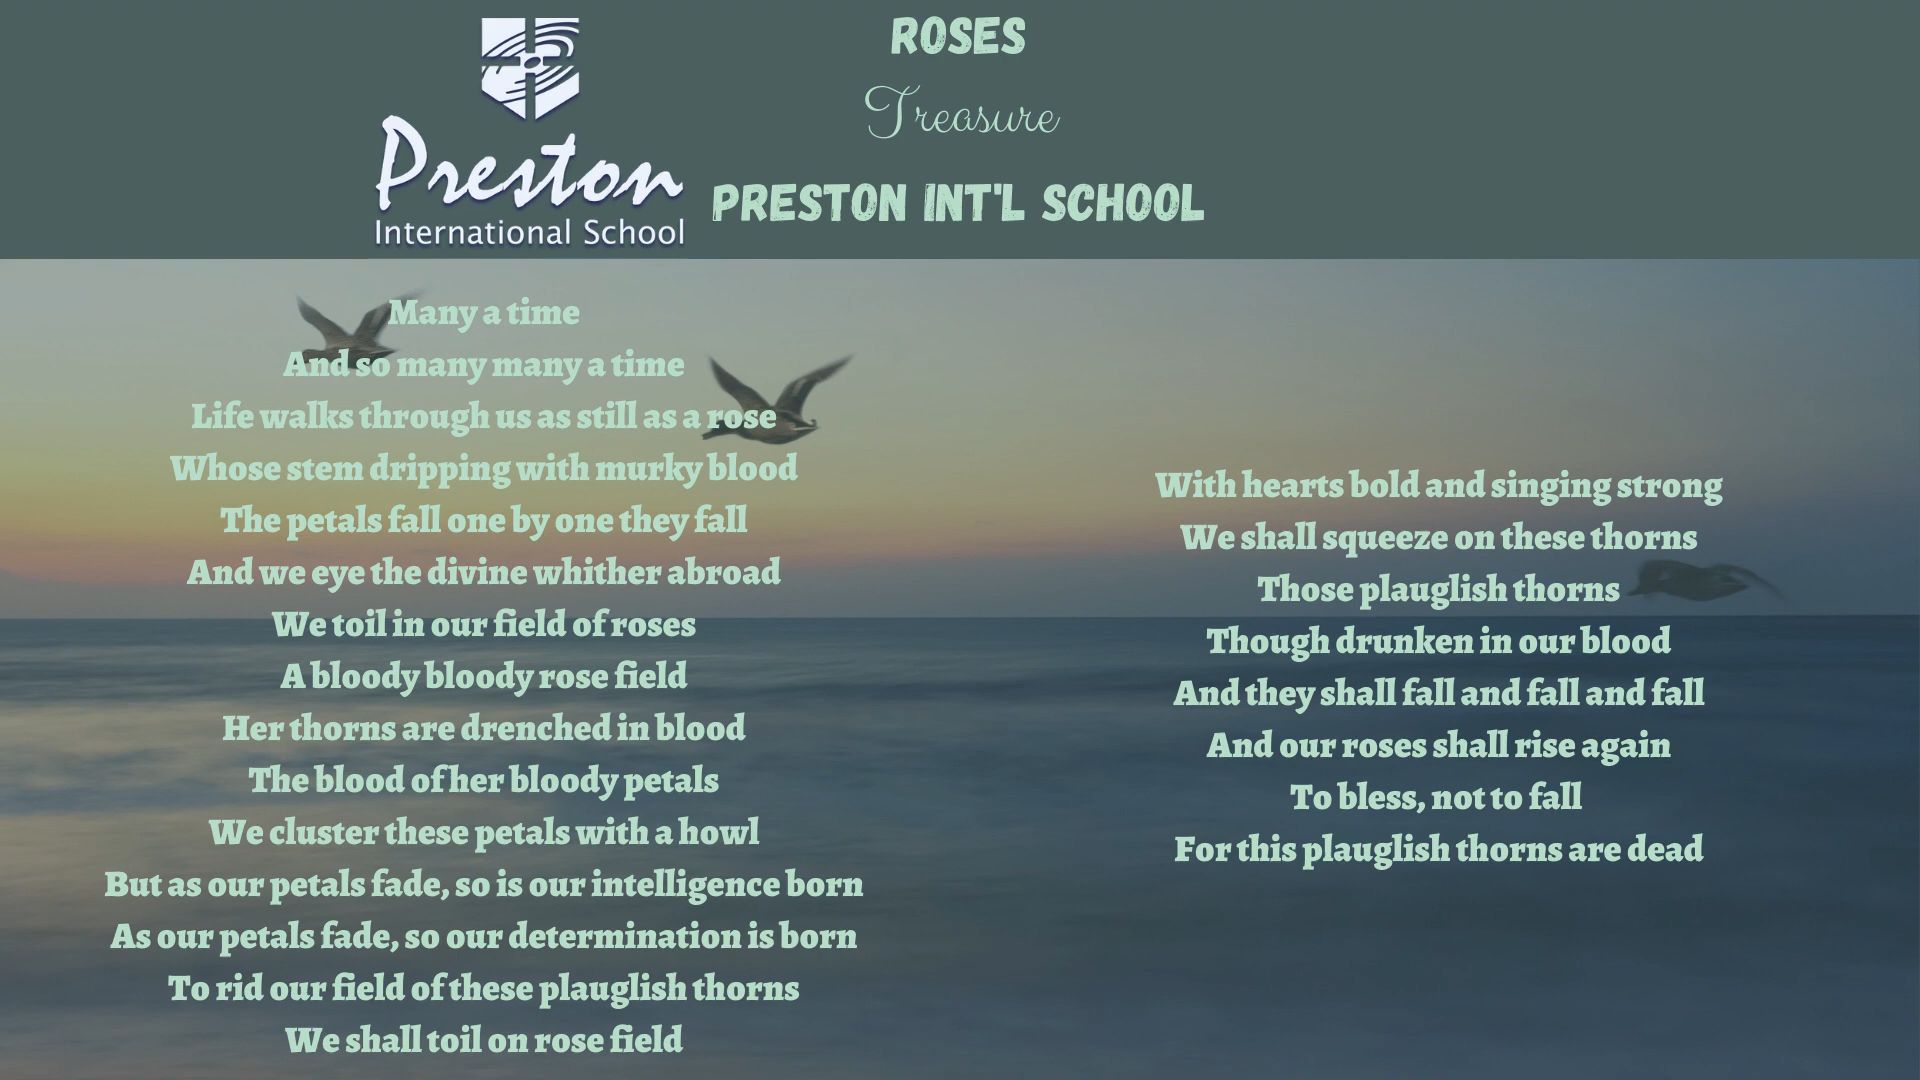 ROSES
Treasure
PRESTON INT'L SCHOOL
Preston
International School
Many a time
And so many many a time
Life walks through us as still as a rose
Whose stem dripping with murky blood
The petals fall one by one they fall
And we eye the divine whither abroad
We toil in our field of roses
A bloody bloody rose field
Her thorns are drenched in blood
The blood of her bloody petals
We cluster these petals with a howl
But as our petals fade, so is our intelligence born
As our petals fade, so our determination is born
To rid our field of these plauglish thorns
We shall toil on rose field
With hearts bold and singing strong
We shall squeeze on these thorns
Those plauglish thorns
Though drunken in our blood
And they shall fall and fall and fall
And our roses shall rise again
To bless, not to fall
For this plauglish thorns are dead